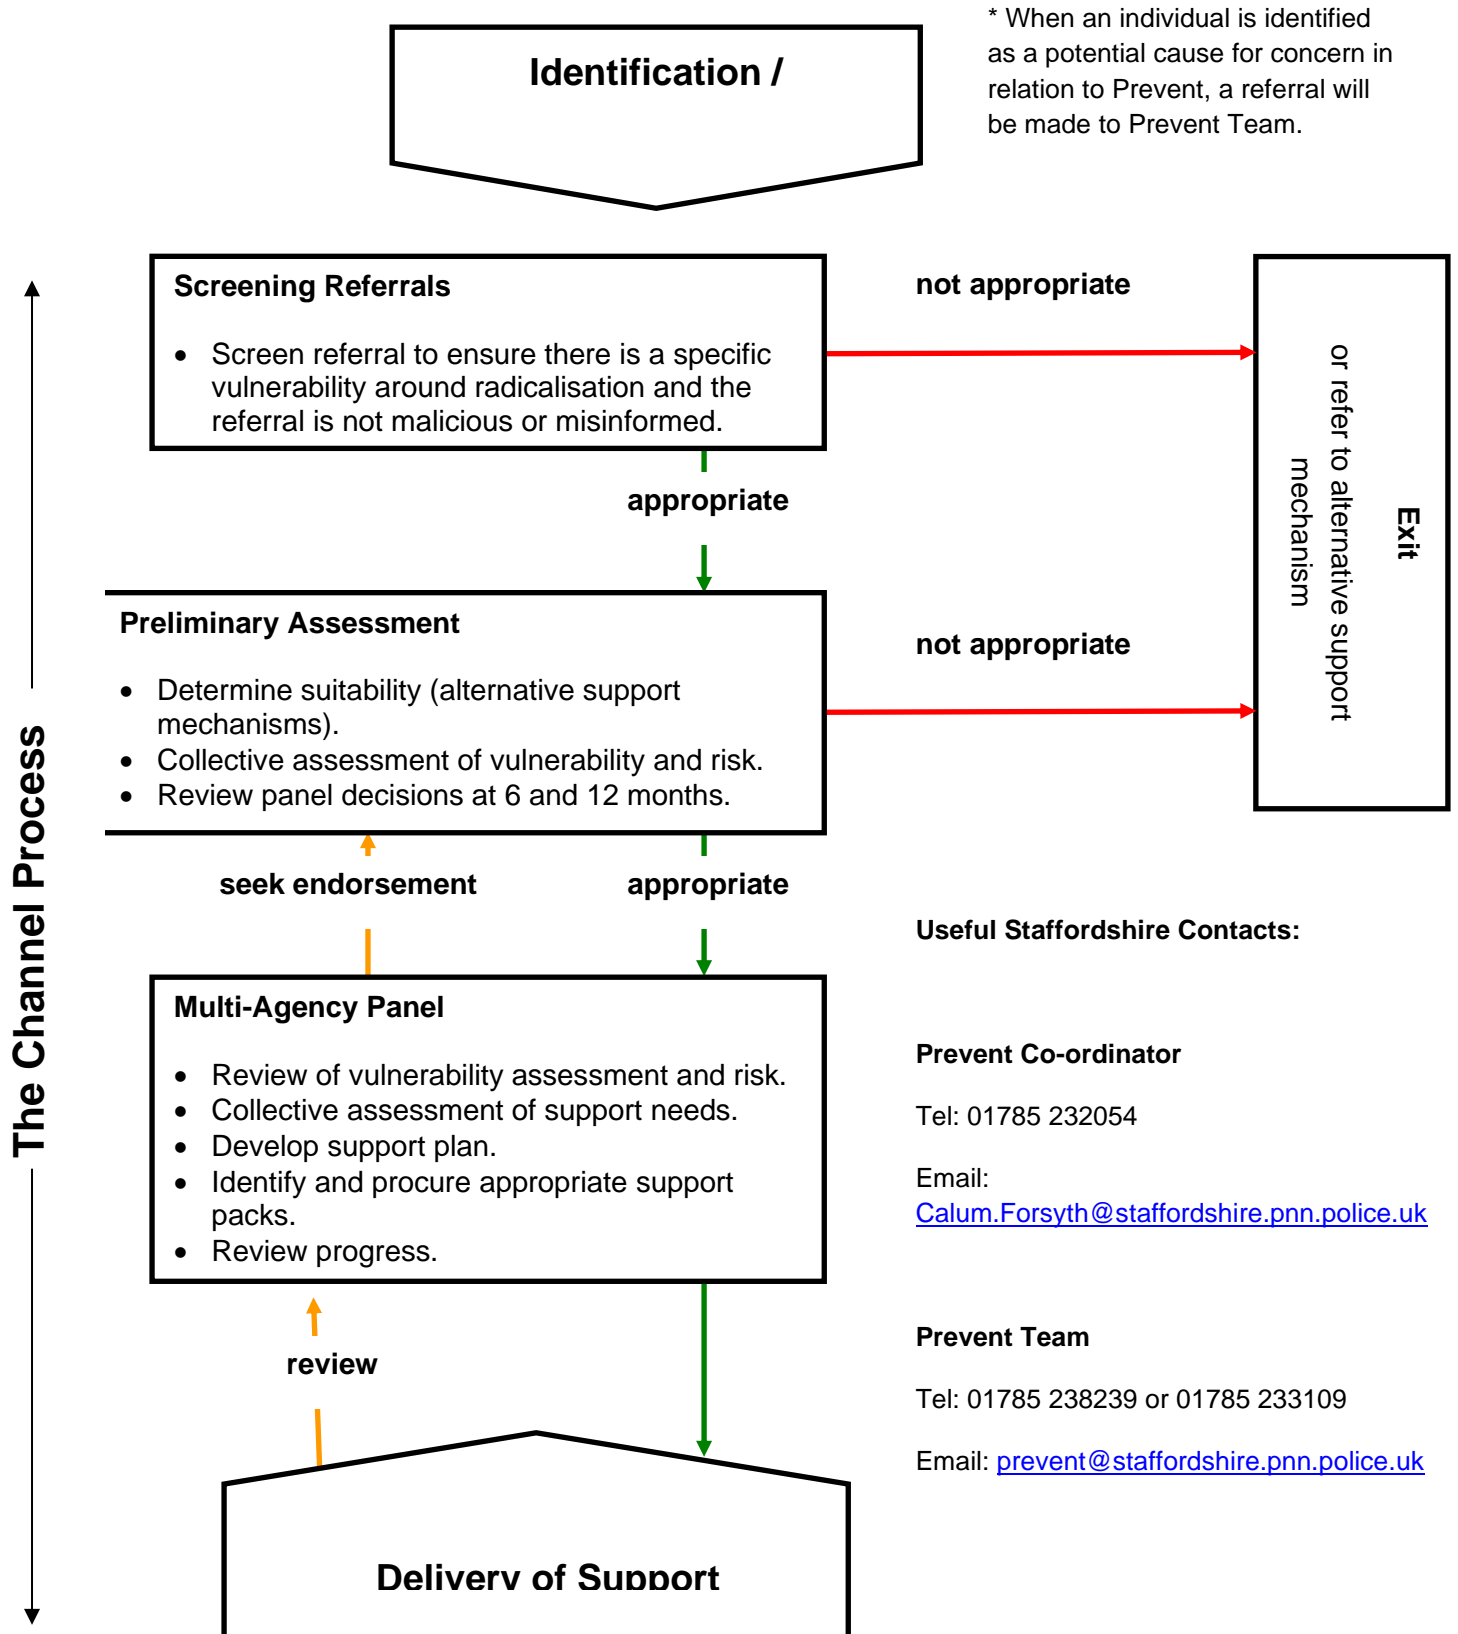 * When an individual is identified
as a potential cause for concern in
relation to Prevent, a referral will
be made to Prevent Team.
Identification /
The Channel Process
Screening Referrals
• Screen referral to ensure there is a specific
vulnerability around radicalisation and the
referral is not malicious or misinformed.
not appropriate
Exit
or refer to alternative support
mechanism
appropriate
Preliminary Assessment
• Determine suitability (alternative support
mechanisms).
• Collective assessment of vulnerability and risk.
• Review panel decisions at 6 and 12 months.
not appropriate
seek endorsement
appropriate
Multi-Agency Panel
• Review of vulnerability assessment and risk.
• Collective assessment of support needs.
• Develop support plan.
• Identify and procure appropriate support
packs.
• Review progress.
review
Delivery of Support
Useful Staffordshire Contacts:
Prevent Co-ordinator
Tel: 01785 232054
Email:
Calum.Forsyth@staffordshire.pnn.police.uk
Prevent Team
Tel: 01785 238239 or 01785 233109
Email: prevent@staffordshire.pnn.police.uk